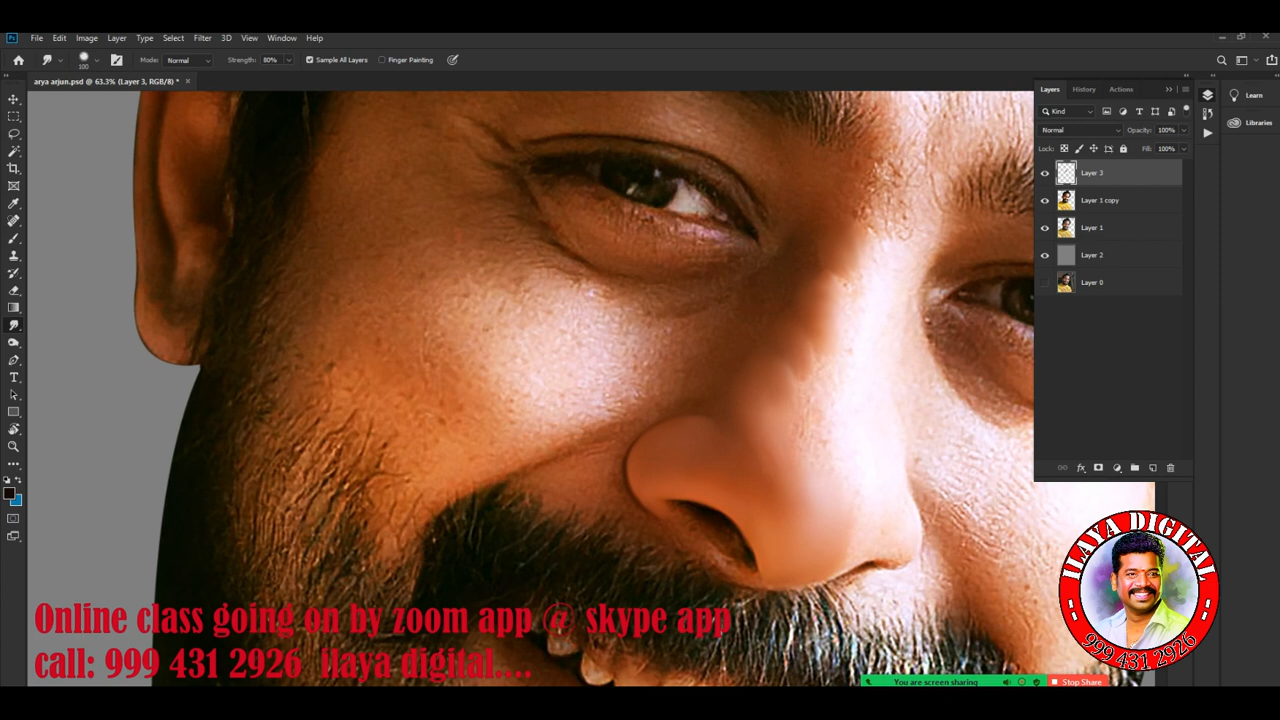 Ps File Edit Image Layer Type Select Filter 3D View Window Help
100 Mode: Normal Strength: 80% Sample All Layers Finger Painting
arya arjun.psd @ 63.3% (Layer 3, RGB/8) * ×
Layers History Actions
Kind
Normal Opacity: 100%
Lock: Fill: 100%
Layer 3
Layer 1 copy
Layer 1
Layer 2
Layer 0
fx
Learn
Libraries
ILAYA DIGITAL
- 999 431 2926 -
Online class going on by zoom app @ skype app
call: 999 431 2926 ilaya digital....
You are screen sharing Stop Share